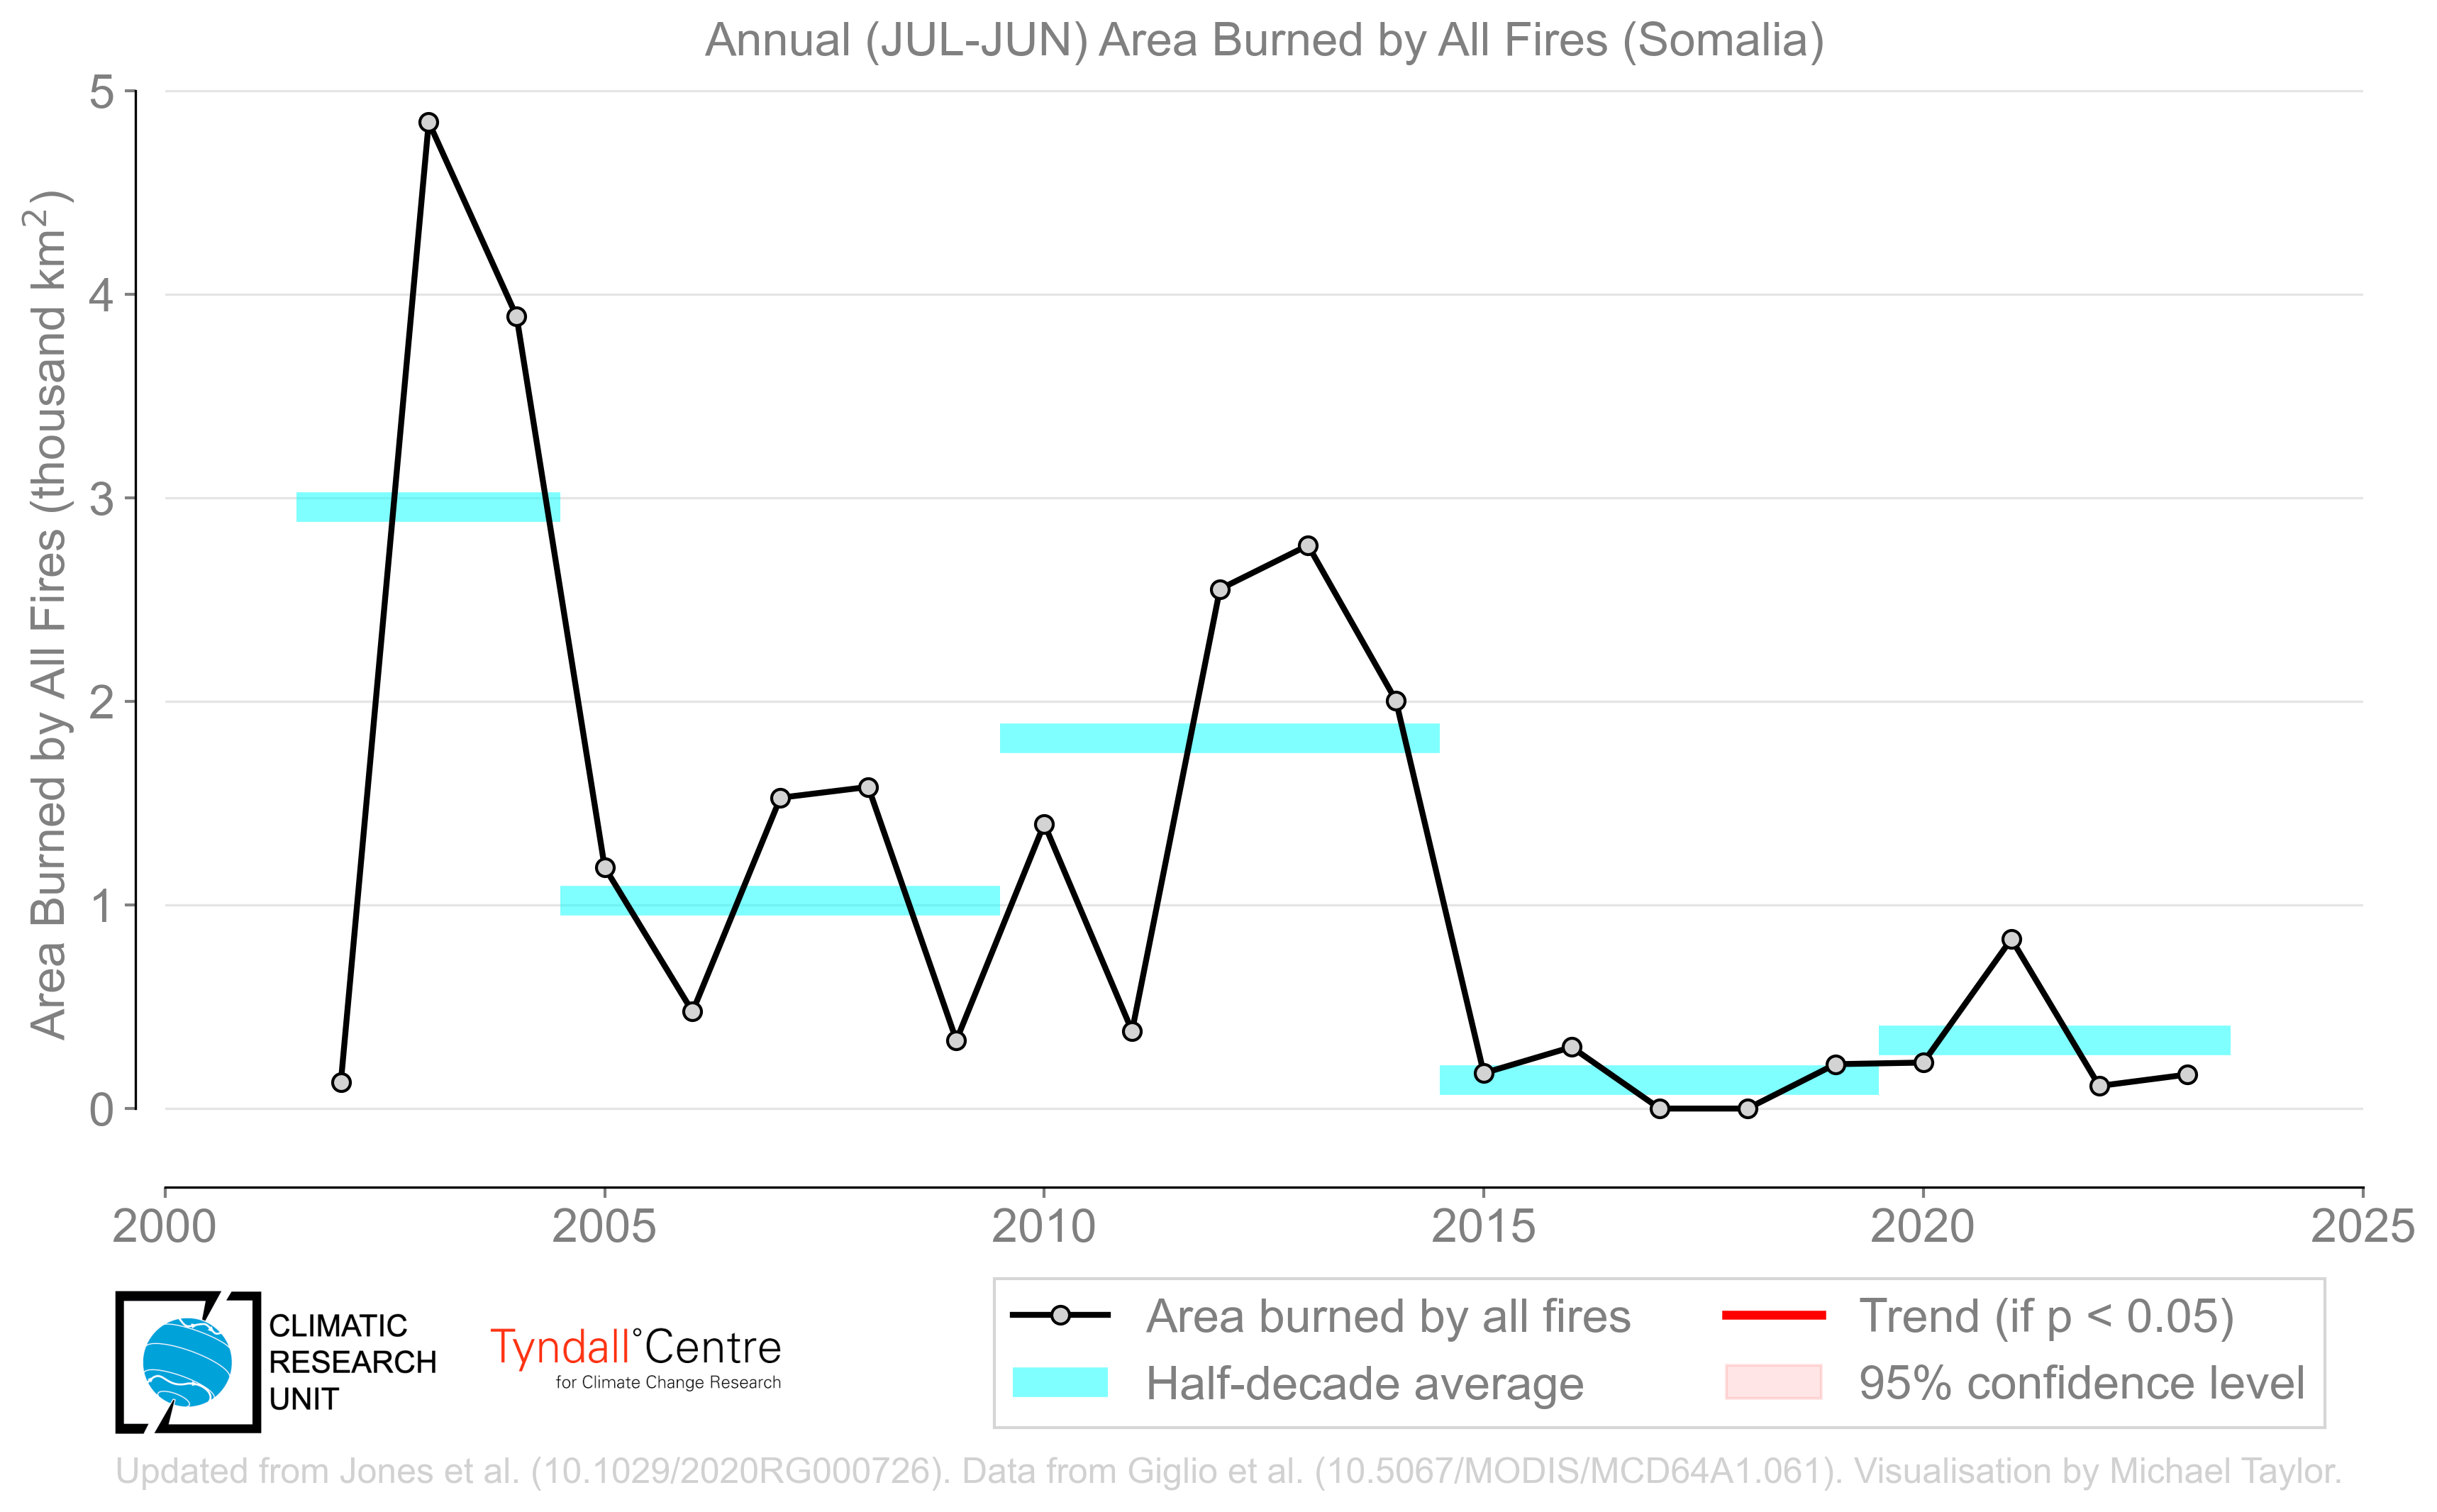 Annual (JUL-JUN) Area Burned by All Fires (Somalia)
Area Burned by All Fires (thousand km²)
5
4
3
2
1
0
2000 2005 2010 2015 2020 2025
CLIMATIC
RESEARCH
UNIT
Tyndall°Centre
for Climate Change Research
Area burned by all fires
Half-decade average
Trend (if p < 0.05)
95% confidence level
Updated from Jones et al. (10.1029/2020RG000726). Data from Giglio et al. (10.5067/MODIS/MCD64A1.061). Visualisation by Michael Taylor.